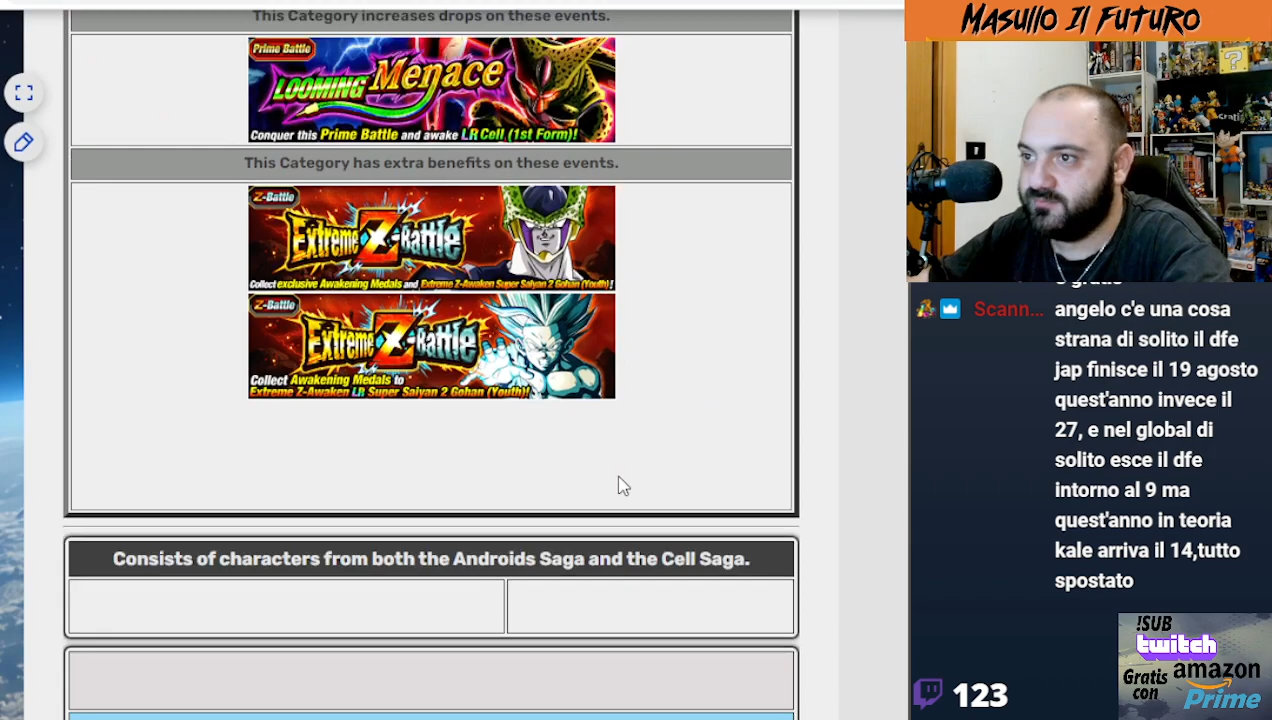 This Category increases drops on these events.
Prime Battle
LOOMING Menace
Conquer this Prime Battle and awake LR Cell (1st Form)!
This Category has extra benefits on these events.
Z-Battle
Extreme Z-Battle
Collect exclusive Awakening Medals and Extreme Z-Awaken Super Saiyan 2 Gohan (Youth)!
Z-Battle
Extreme Z-Battle
Collect Awakening Medals to
Extreme Z-Awaken LR Super Saiyan 2 Gohan (Youth)!
Consists of characters from both the Androids Saga and the Cell Saga.
MASULLO IL FUTURO
Scann... angelo c'e una cosa
strana di solito il dfe
jap finisce il 19 agosto
quest'anno invece il
27, e nel global di
solito esce il dfe
intorno al 9 ma
quest'anno in teoria
kale arriva il 14,tutto
spostato
!SUB
twitch
Gratis amazon
con Prime
123